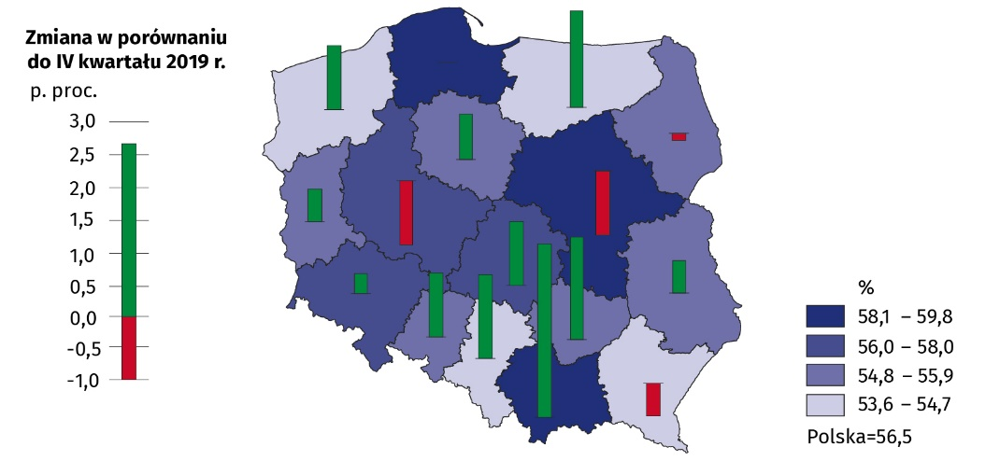 Zmiana w porównaniu
do IV kwartału 2019 r.
p. proc.
3,0
2,5
2,0
1,5
1,0
0,5
0,0
-0,5
-1,0
%
58,1 – 59,8
56,0 – 58,0
54,8 – 55,9
53,6 – 54,7
Polska=56,5